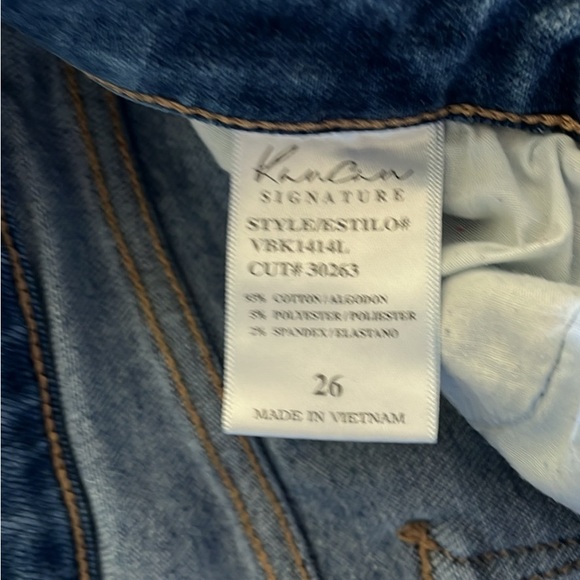 KanCan
SIGNATURE
STYLE/ESTILO#
VBK1414L
CUT# 30263
93% COTTON/ALGODON
5% POLYESTER/POLIESTER
2% SPANDEX/ELASTANO
26
MADE IN VIETNAM